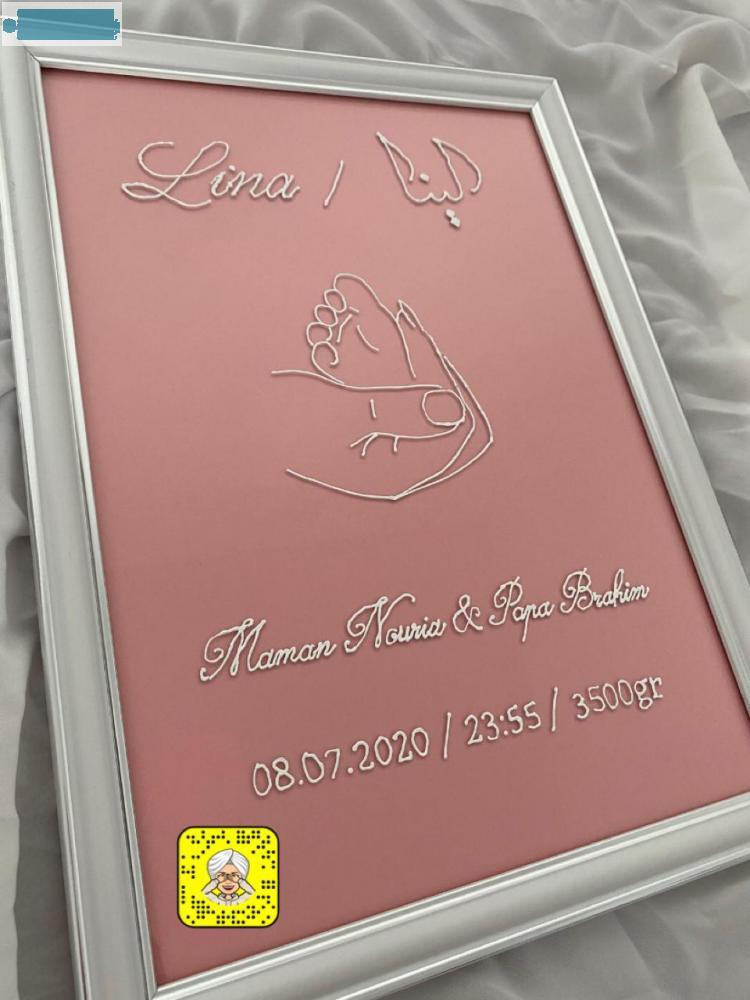 Lina / لينا
Maman Nouria & Papa Brahim
08.07.2020 / 23:55 / 3500gr